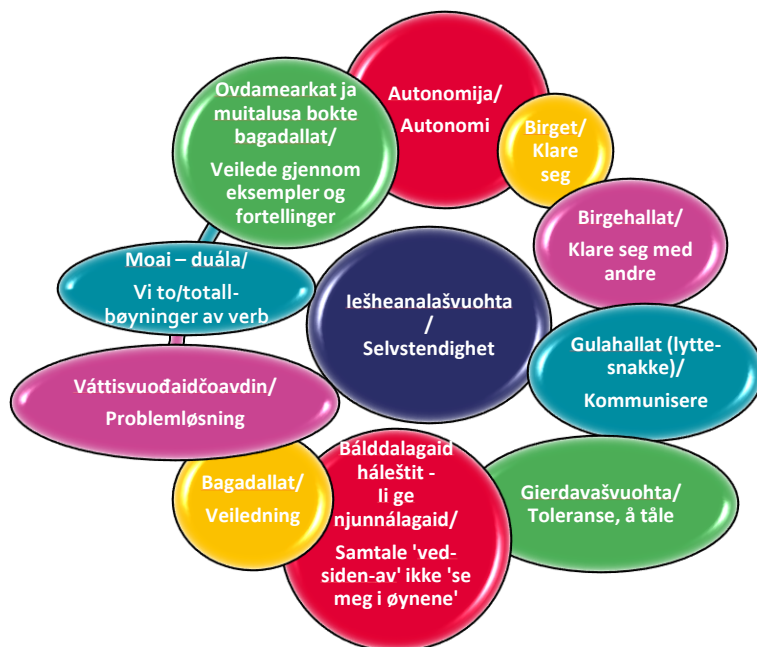 Ovdamearkat ja
muitalusa bokte
bagadallat/
Veilede gjennom
eksempler og
fortellinger
Autonomija/
Autonomi
Birget/
Klare
seg
Birgehallat/
Klare seg med
andre
Moai – duála/
Vi to/totall-
bøyninger av verb
Iešheanalašvuohta
/
Selvstendighet
Gulahallat (lytte-
snakke)/
Kommunisere
Váttisvuođaidčoavdin/
Problemløsning
Bagadallat/
Veiledning
Bálddalagaid
háleštit -
Ii ge
njunnálagaid/
Samtale 'ved-
siden-av' ikke 'se
meg i øynene'
Gierdavašvuohta/
Toleranse, å tåle